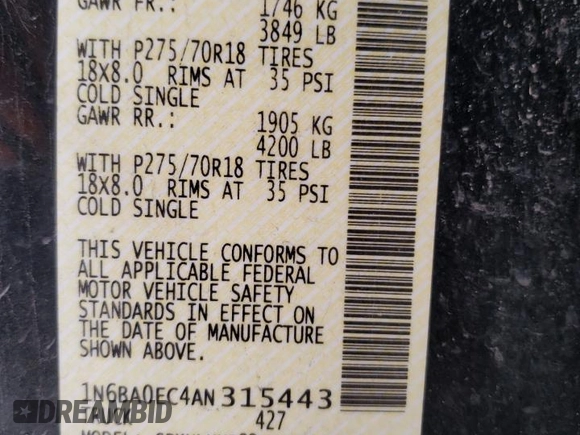 GAWR FR.: 1746 KG
3849 LB
WITH P275/70R18 TIRES
18X8.0 RIMS AT 35 PSI
COLD SINGLE
GAWR RR.: 1905 KG
4200 LB
WITH P275/70R18 TIRES
18X8.0 RIMS AT 35 PSI
COLD SINGLE
THIS VEHICLE CONFORMS TO
ALL APPLICABLE FEDERAL
MOTOR VEHICLE SAFETY
STANDARDS IN EFFECT ON
THE DATE OF MANUFACTURE
SHOWN ABOVE.
1N6BA0EC4AN315443
427
DREAMBID